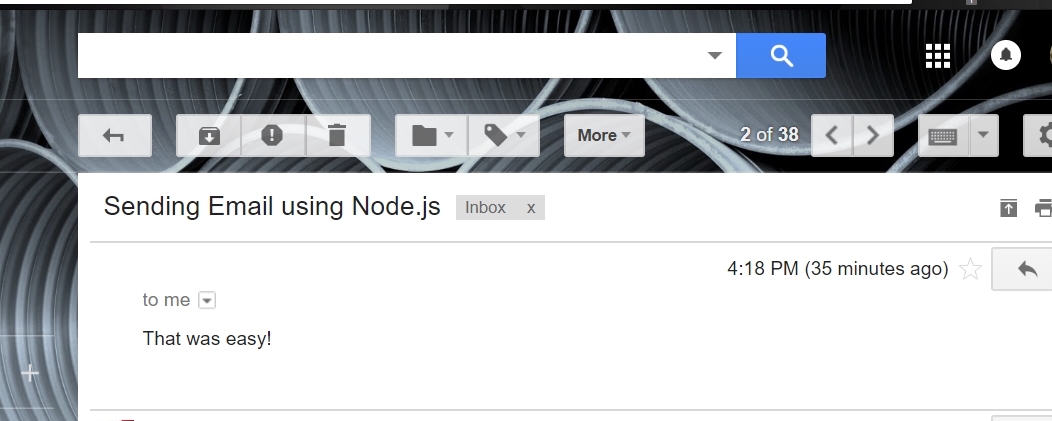 More
2 of 38
Sending Email using Node.js
Inbox x
4:18 PM (35 minutes ago)
to me
That was easy!